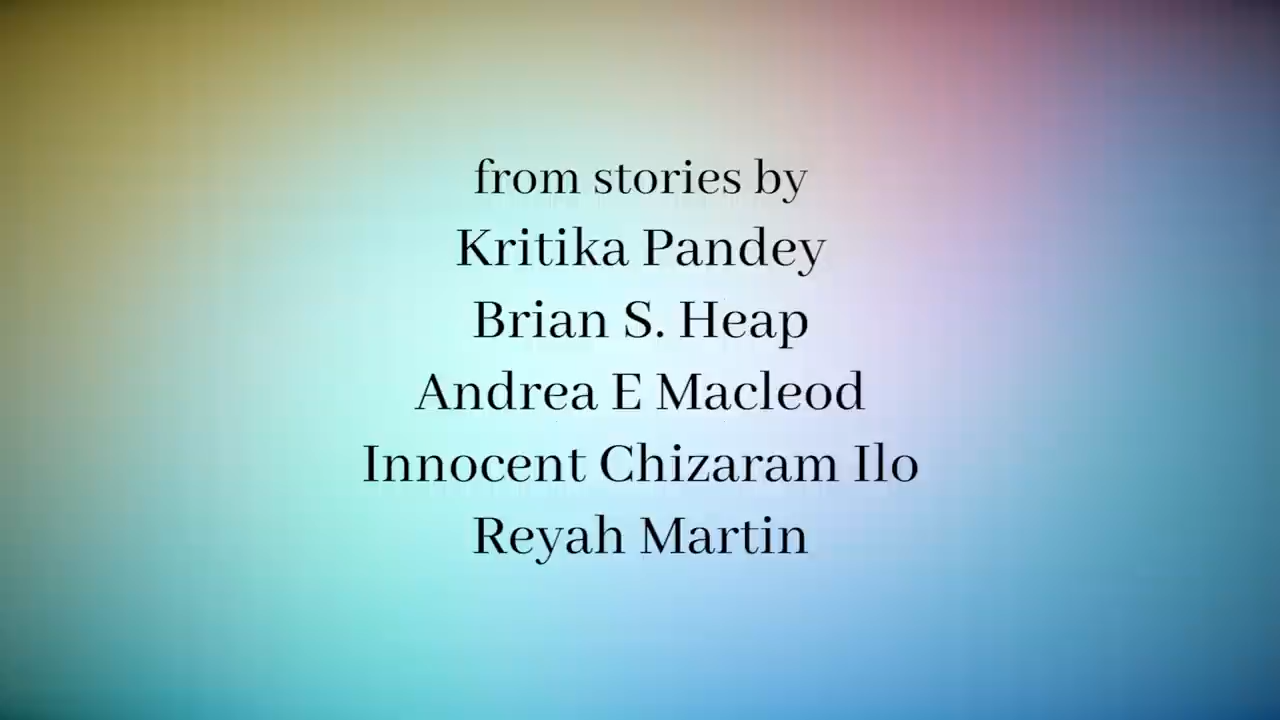 from stories by
Kritika Pandey
Brian S. Heap
Andrea E Macleod
Innocent Chizaram Ilo
Reyah Martin